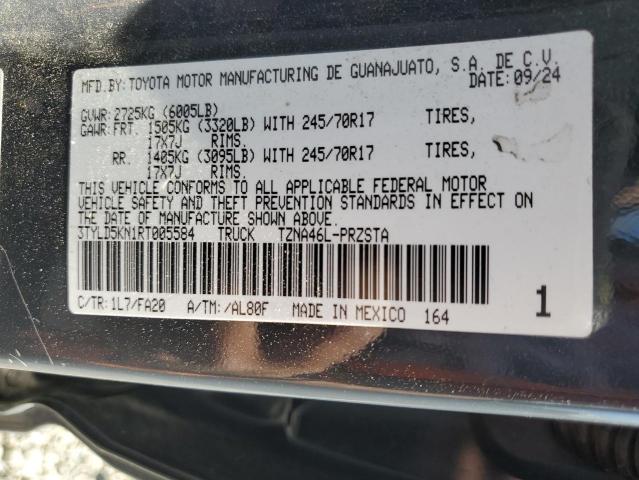 MFD.BY: TOYOTA MOTOR MANUFACTURING DE GUANAJUATO, S.A. DE C.V.
DATE: 09/24
GVWR: 2725KG (6005LB)
GAWR: FRT. 1505KG (3320LB) WITH 245/70R17 TIRES,
17X7J RIMS.
RR. 1405KG (3095LB) WITH 245/70R17 TIRES,
17X7J RIMS.
THIS VEHICLE CONFORMS TO ALL APPLICABLE FEDERAL MOTOR
VEHICLE SAFETY AND THEFT PREVENTION STANDARDS IN EFFECT ON THE
DATE OF MANUFACTURE SHOWN ABOVE.
3TYLD5KN1RT005584 TRUCK TZNA46L-PRZSTA
C/TR: 1L7/FA20 A/TM: /AL80F MADE IN MEXICO 164 1